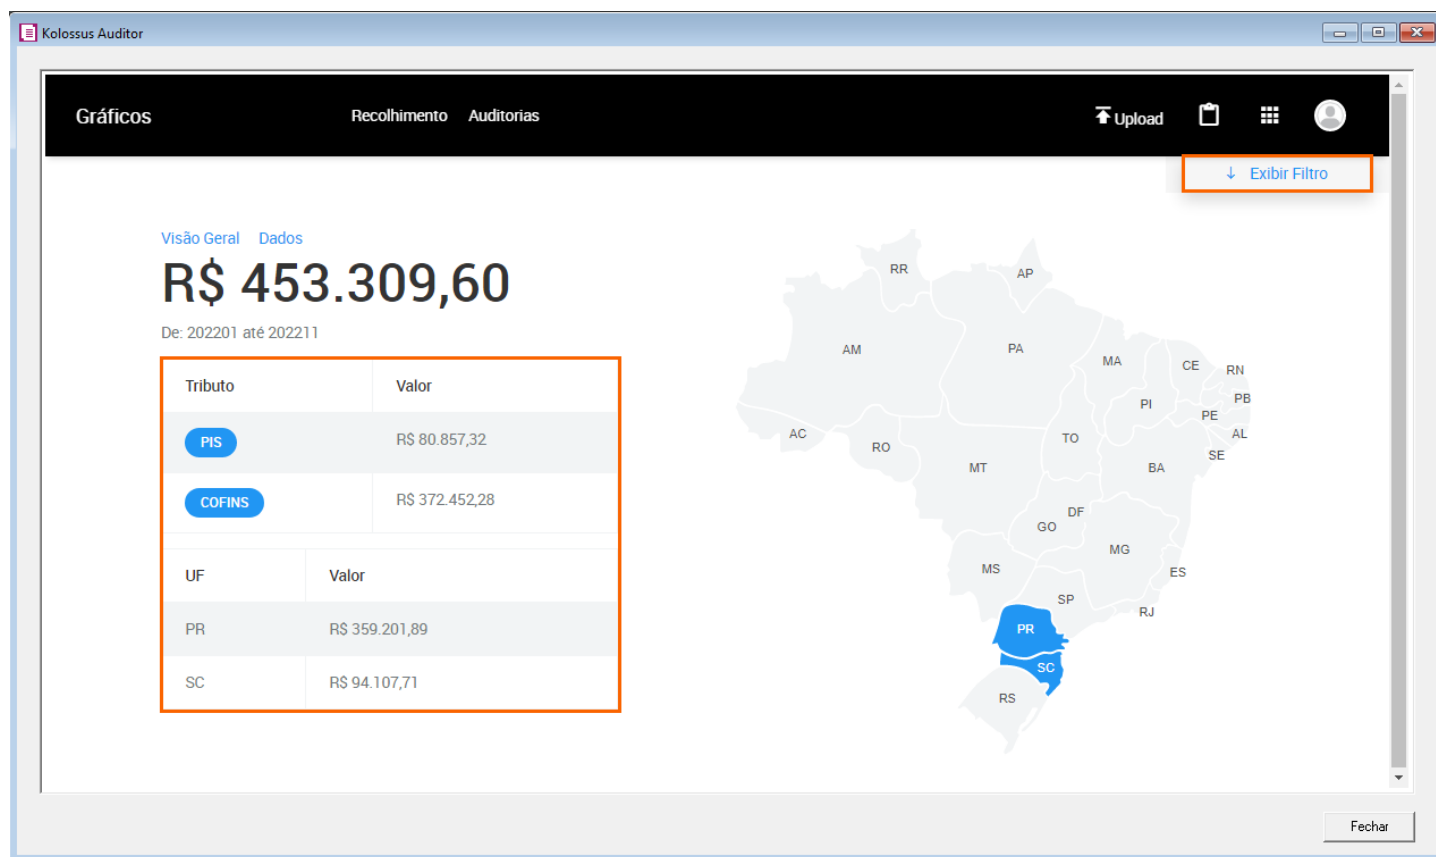 Kolossus Auditor
Gráficos Recolhimento Auditorias Upload
Exibir Filtro
Visão Geral Dados
R$ 453.309,60
De: 202201 até 202211
Tributo Valor
PIS R$ 80.857,32
COFINS R$ 372.452,28
UF Valor
PR R$ 359.201,89
SC R$ 94.107,71
RR
AP
AM
PA
MA
CE
RN
PI
PB
PE
AC
RO
TO
AL
SE
MT
BA
DF
GO
MG
MS
ES
SP
RJ
PR
SC
RS
Fechar